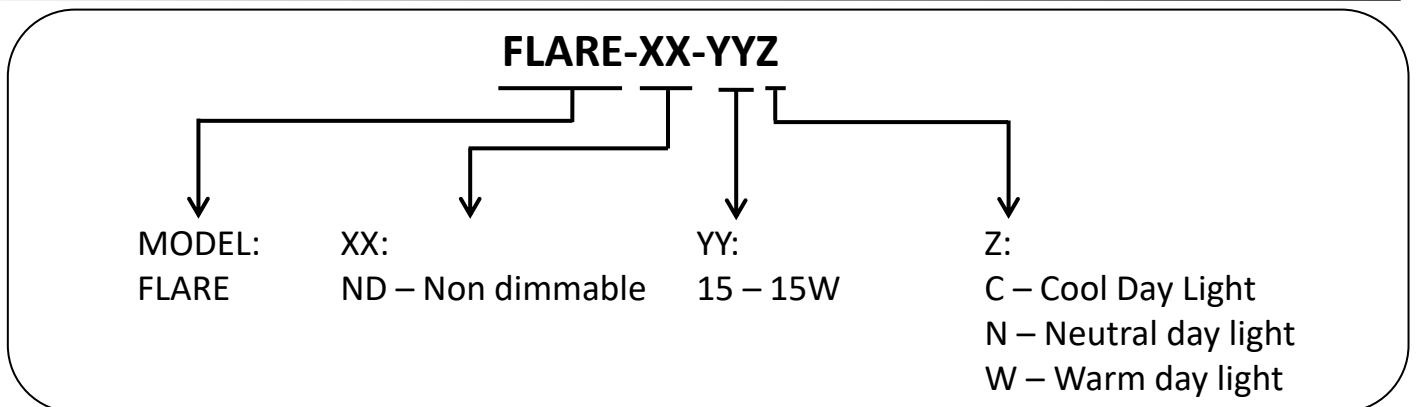 FLARE-XX-YYZ
MODEL: XX: YY: Z:
FLARE ND – Non dimmable 15 – 15W C – Cool Day Light
N – Neutral day light
W – Warm day light